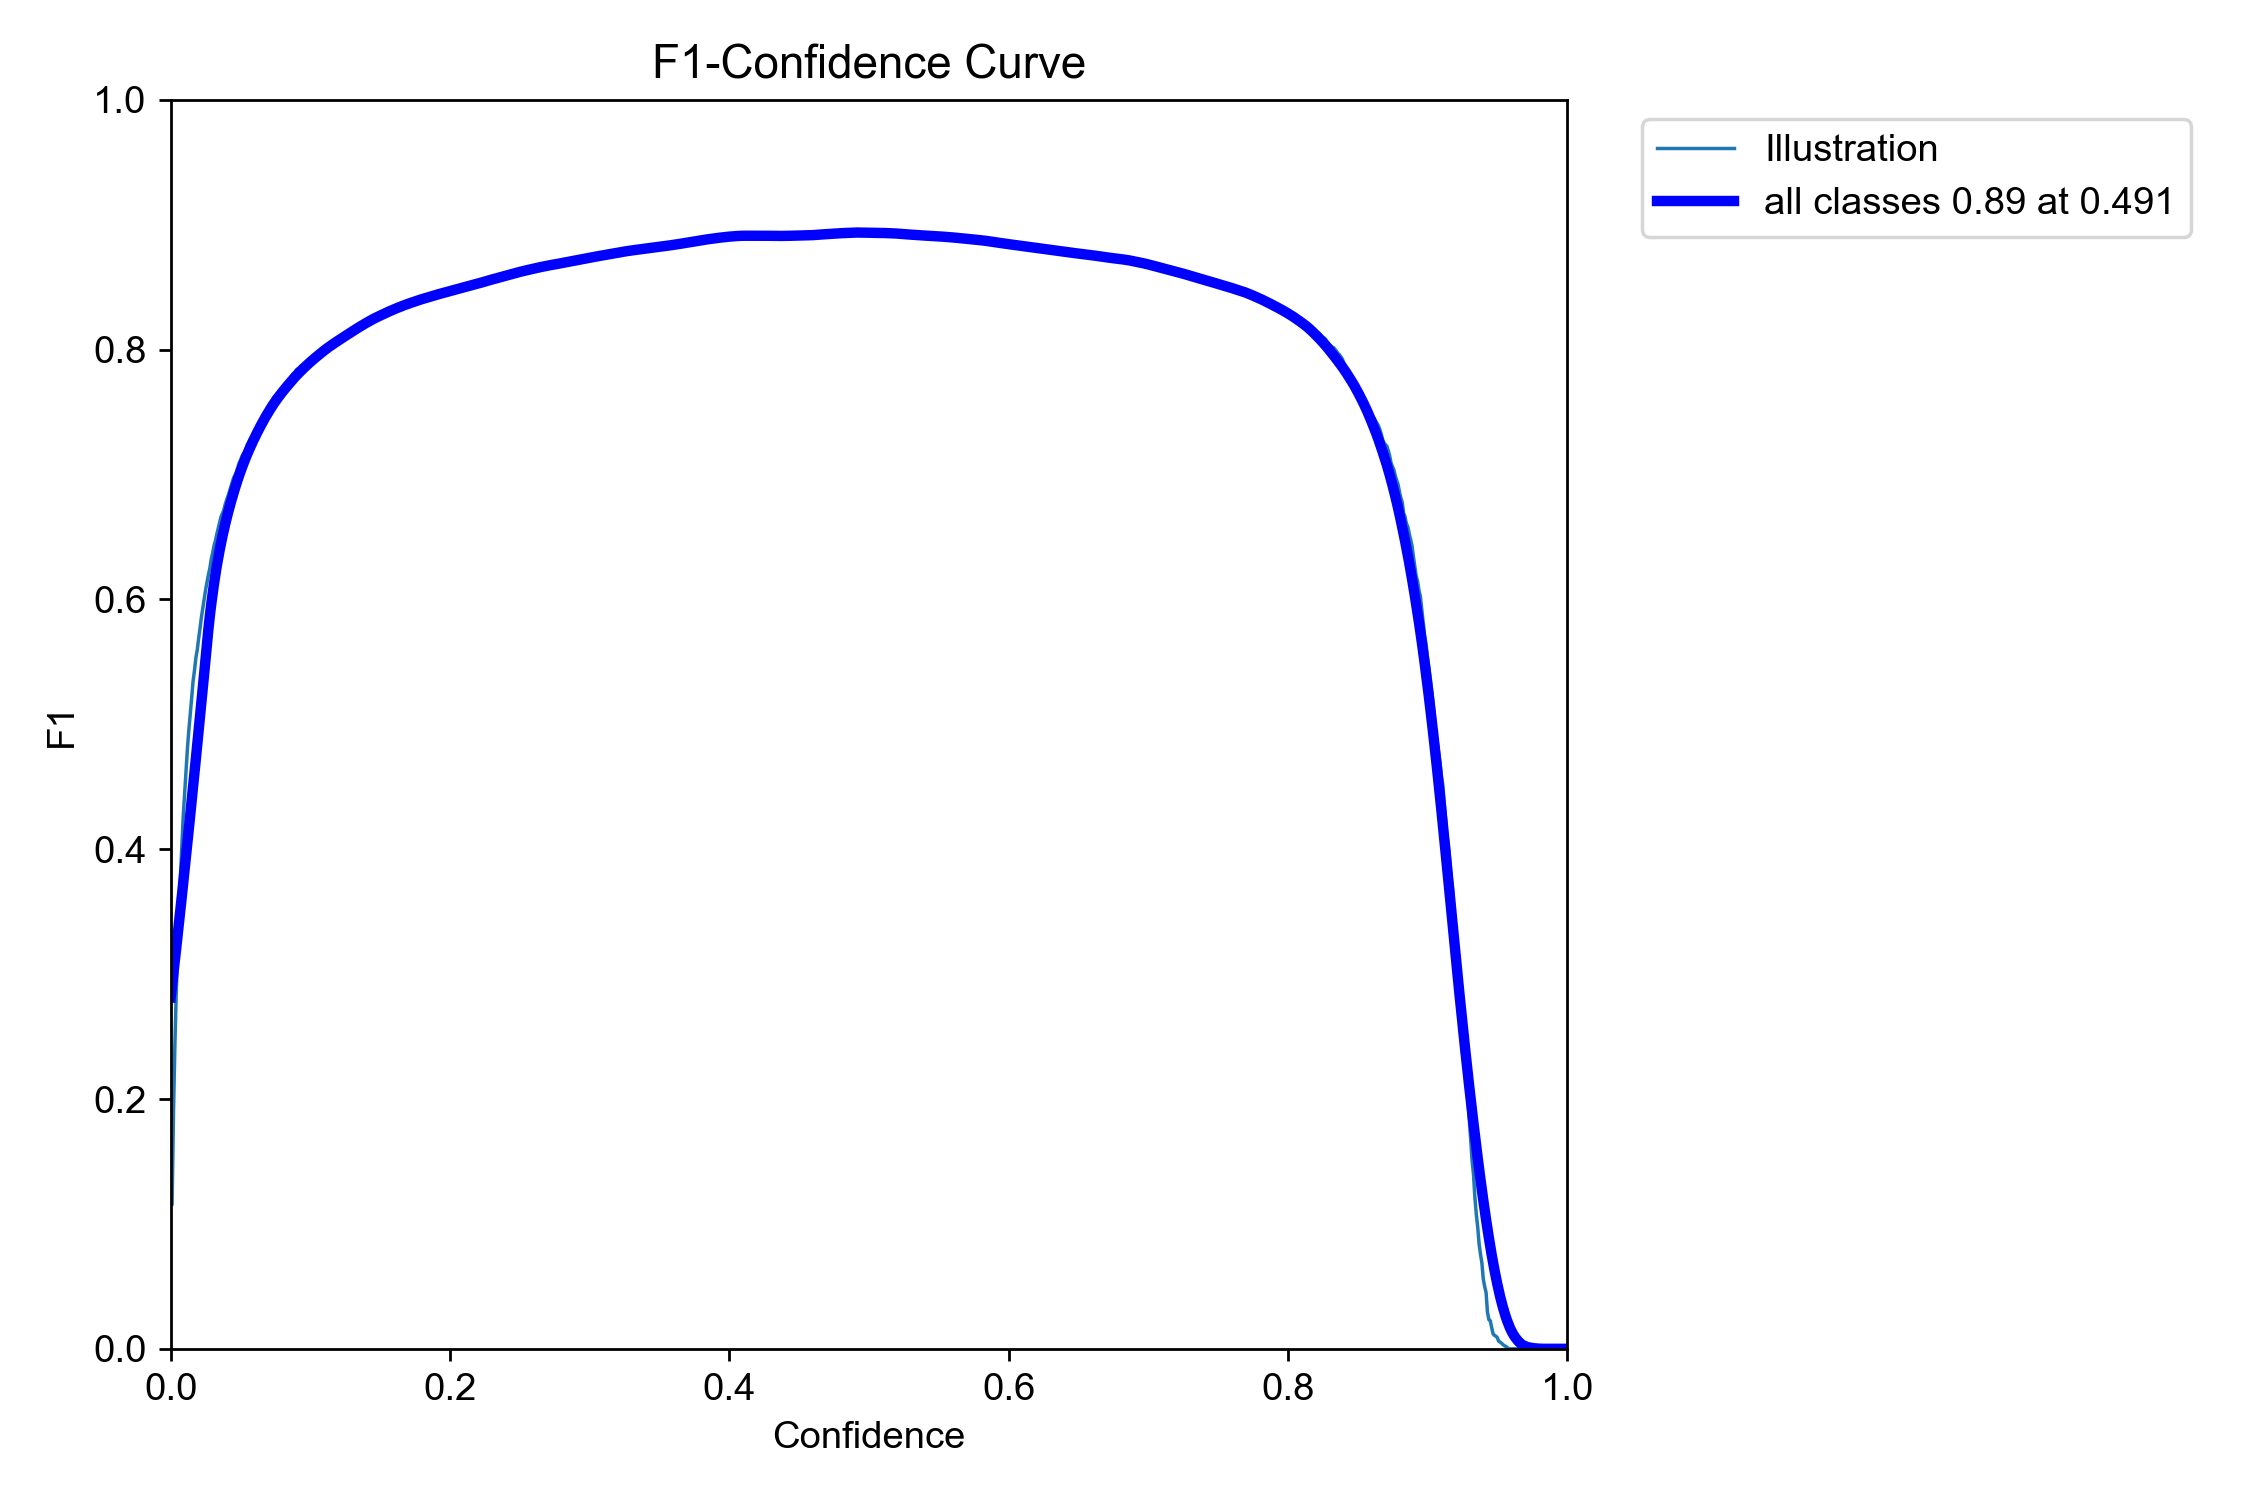 F1-Confidence Curve
1.0
0.8
0.6
0.4
0.2
0.0
F1
0.0 0.2 0.4 0.6 0.8 1.0
Confidence
Illustration
all classes 0.89 at 0.491